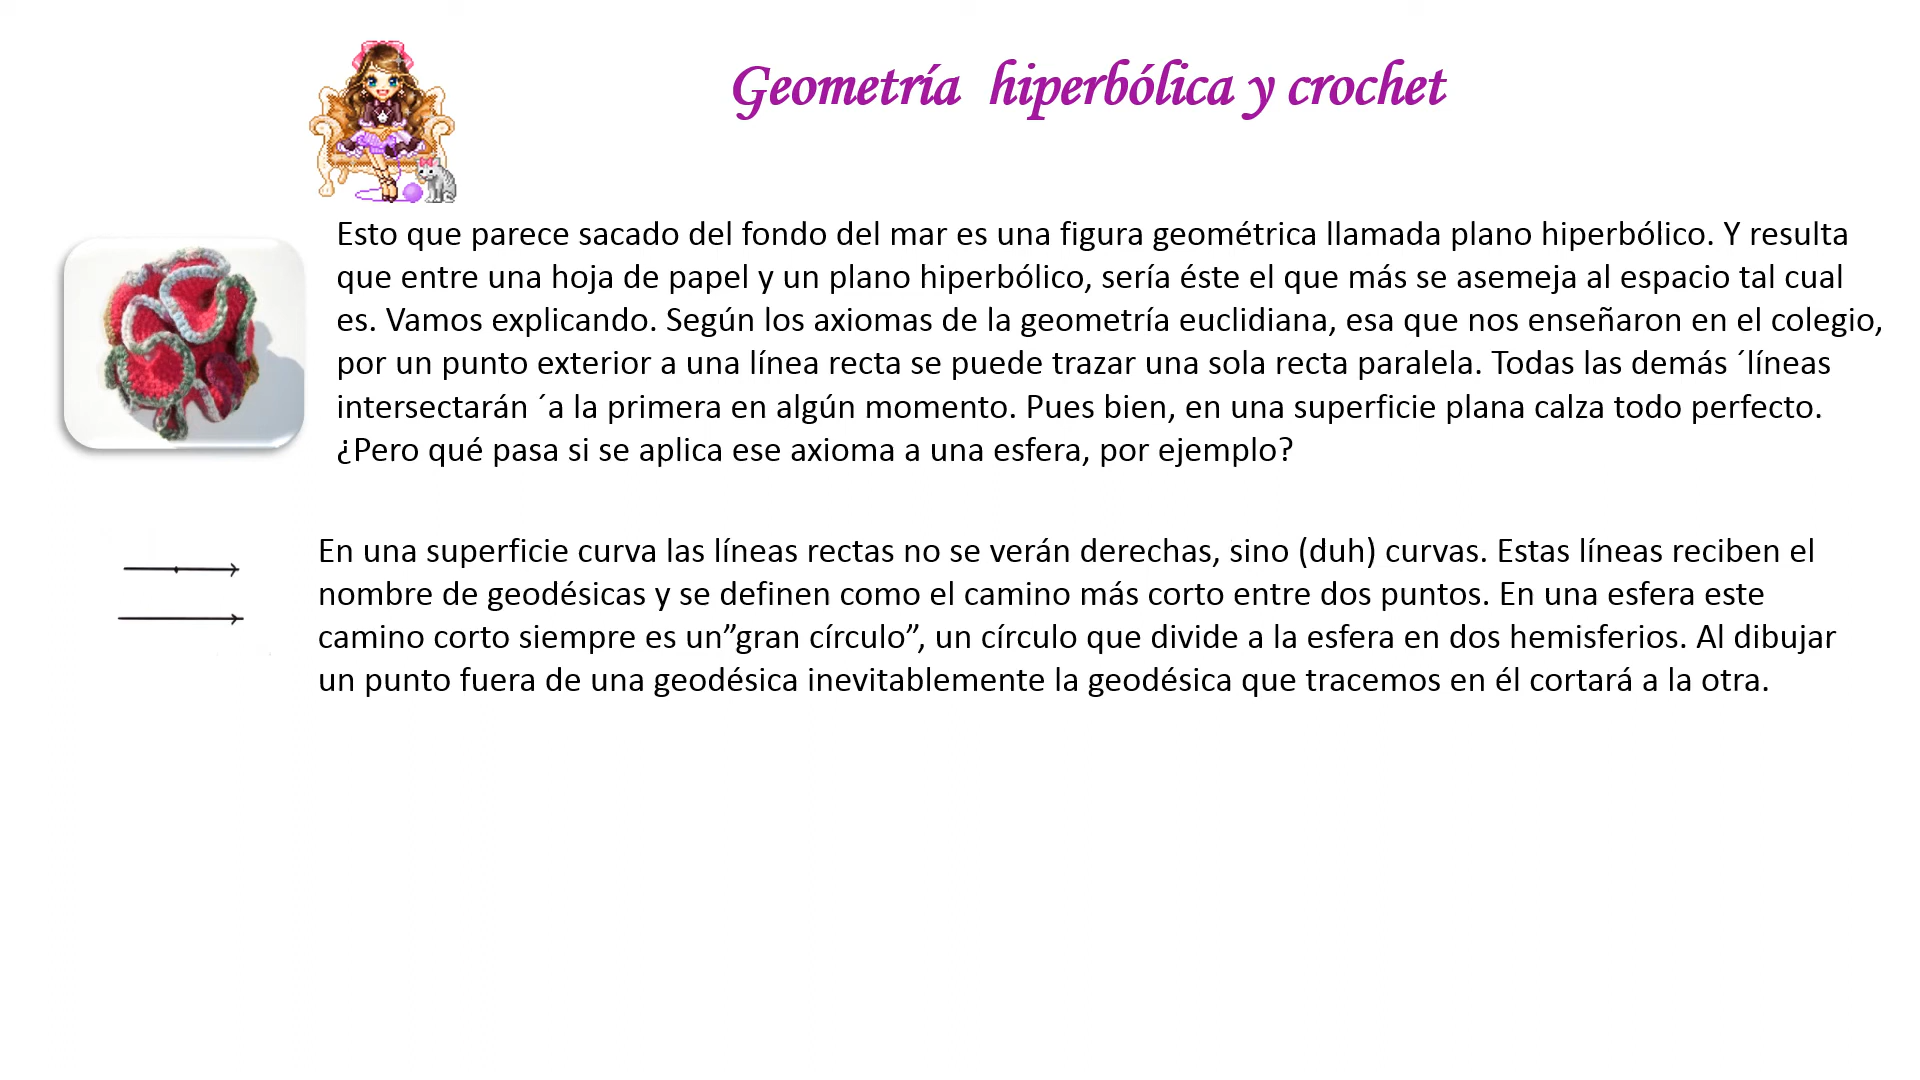 Geometría hiperbólica y crochet
Esto que parece sacado del fondo del mar es una figura geométrica llamada plano hiperbólico. Y resulta
que entre una hoja de papel y un plano hiperbólico, sería éste el que más se asemeja al espacio tal cual
es. Vamos explicando. Según los axiomas de la geometría euclidiana, esa que nos enseñaron en el colegio,
por un punto exterior a una línea recta se puede trazar una sola recta paralela. Todas las demás ´líneas
intersectarán ´a la primera en algún momento. Pues bien, en una superficie plana calza todo perfecto.
¿Pero qué pasa si se aplica ese axioma a una esfera, por ejemplo?
En una superficie curva las líneas rectas no se verán derechas, sino (duh) curvas. Estas líneas reciben el
nombre de geodésicas y se definen como el camino más corto entre dos puntos. En una esfera este
camino corto siempre es un”gran círculo”, un círculo que divide a la esfera en dos hemisferios. Al dibujar
un punto fuera de una geodésica inevitablemente la geodésica que tracemos en él cortará a la otra.